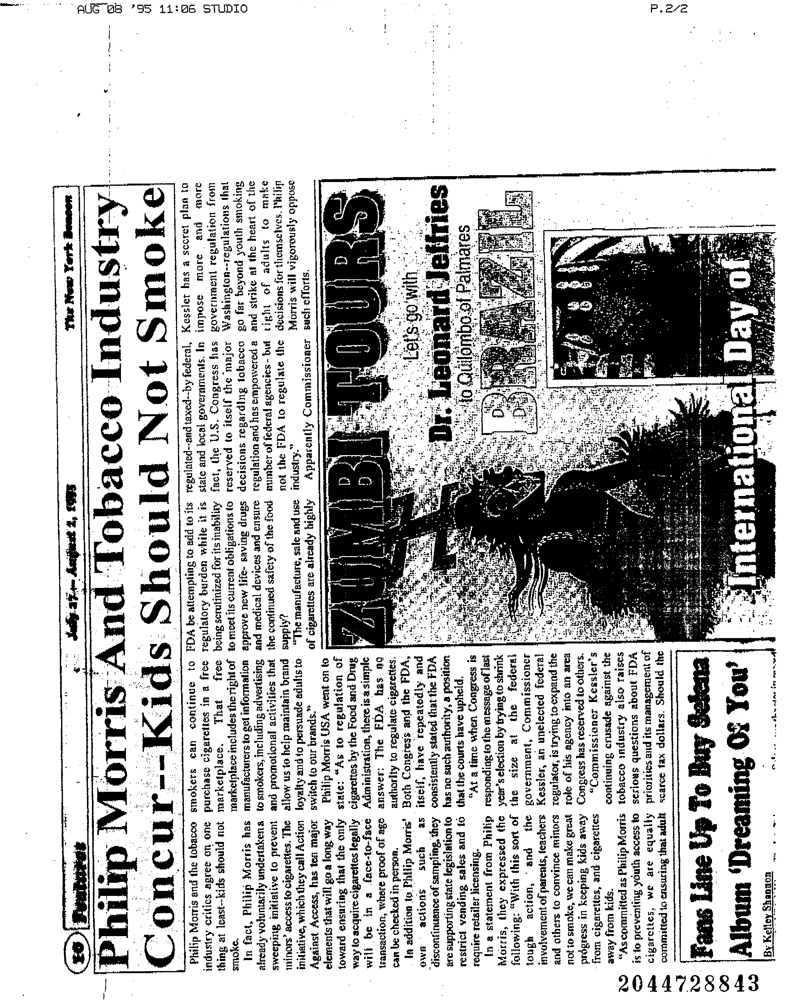 AUG 08 '95 11:06 STUDIO
P.2/2
10
Features
July 27 - August 2, 1995
The New York Beacon
Philip Morris And Tobacco Industry
Concur--Kids Should Not Smoke
Philip Morris and the tobacco
industry critics agree on one
thing at least--kids should not
smoke.
In fact, Philip Morris has
already voluntarily undertaken a
sweeping initiative to prevent
minors' access to cigarettes. The
initiative, which they call Action
Against Access, has ten major
elements that will go a long way
toward ensuring that the only
way to acquire cigarettes legally
will be in a face-to-face
transaction, where proof of age
can be checked in person.
In addition to Philip Morris'
own actions such as
discontinuance of sampling, they
are supporting state legislation to
restrict vending sales and to
require retailer licensing.
In a statement from Philip
Morris, they expressed the
following: "With this sort of
tough action, and the
involvement of parents, teachers
and others to convince minors
not to smoke, we can make great
progress in keeping kids away
from cigarettes, and cigarettes
away from kids.
"As committed as Philip Morris
is to preventing youth access to
cigarettes, we are equally
committed to ensuring that adult
smokers can continue to
purchase cigarettes in a free
marketplace. That free
marketplace includes the right of
manufacturers to get information
to smokers, including advertising
and promotional activities that
allow us to help maintain brand
loyalty and to persuade adults to
switch to our brands."
Philip Morris USA went on to
state: "As to regulation of
cigarettes by the Food and Drug
Administration, there is a simple
answer: The FDA has no
authority to regulate cigarettes.
Both Congress and the FDA,
itself, have repeatedly and
consistently stated that the FDA
has no such authority, a position
that the courts have upheld.
"At a time when Congress is
responding to the message of last
year's election by trying to shrink
the size at the federal
government, Commissioner
Kessler, an unelected federal
regulator, is trying to expand the
role of his agency into an area
Congress has reserved to others.
"Commissioner Kessler's
continuing crusade against the
tobacco industry also raises
serious questions about FDA
priorities and its management of
scarce tax dollars. Should the
FDA be attempting to add to its
regulatory burden while it is
being scrutinized for its inability
to meet its current obligations to
approve new life- saving drugs
and medical devices and ensure
the continued safety of the food
supply?
"The manufacture, sale and use
of cigarettes are already highly
regulated--and taxed--by federal,
state and local governments. In
fact, the U.S. Congress has
reserved to itself the major
decisions regarding tobacco
regulation and has empowered a
number of federal agencies - but
not the FDA to regulate the
industry."
Apparently Commissioner
Kessler has a secret plan to
impose more and more
government regulation from
Washington--regulations that
go far beyond youth smoking
and strike at the heart of the
right of adults to make
decisions for themselves. Philip
Morris will vigorously oppose
such efforts.
ZUMBI TOURS
Let's go with
Dr. Leonard Jeffries
to Quilombo of Palmares
BRAZIL
International Day of
Fans Line Up To Buy Selena
Album 'Dreaming Of You'
By Kelley Shannon
2044728843